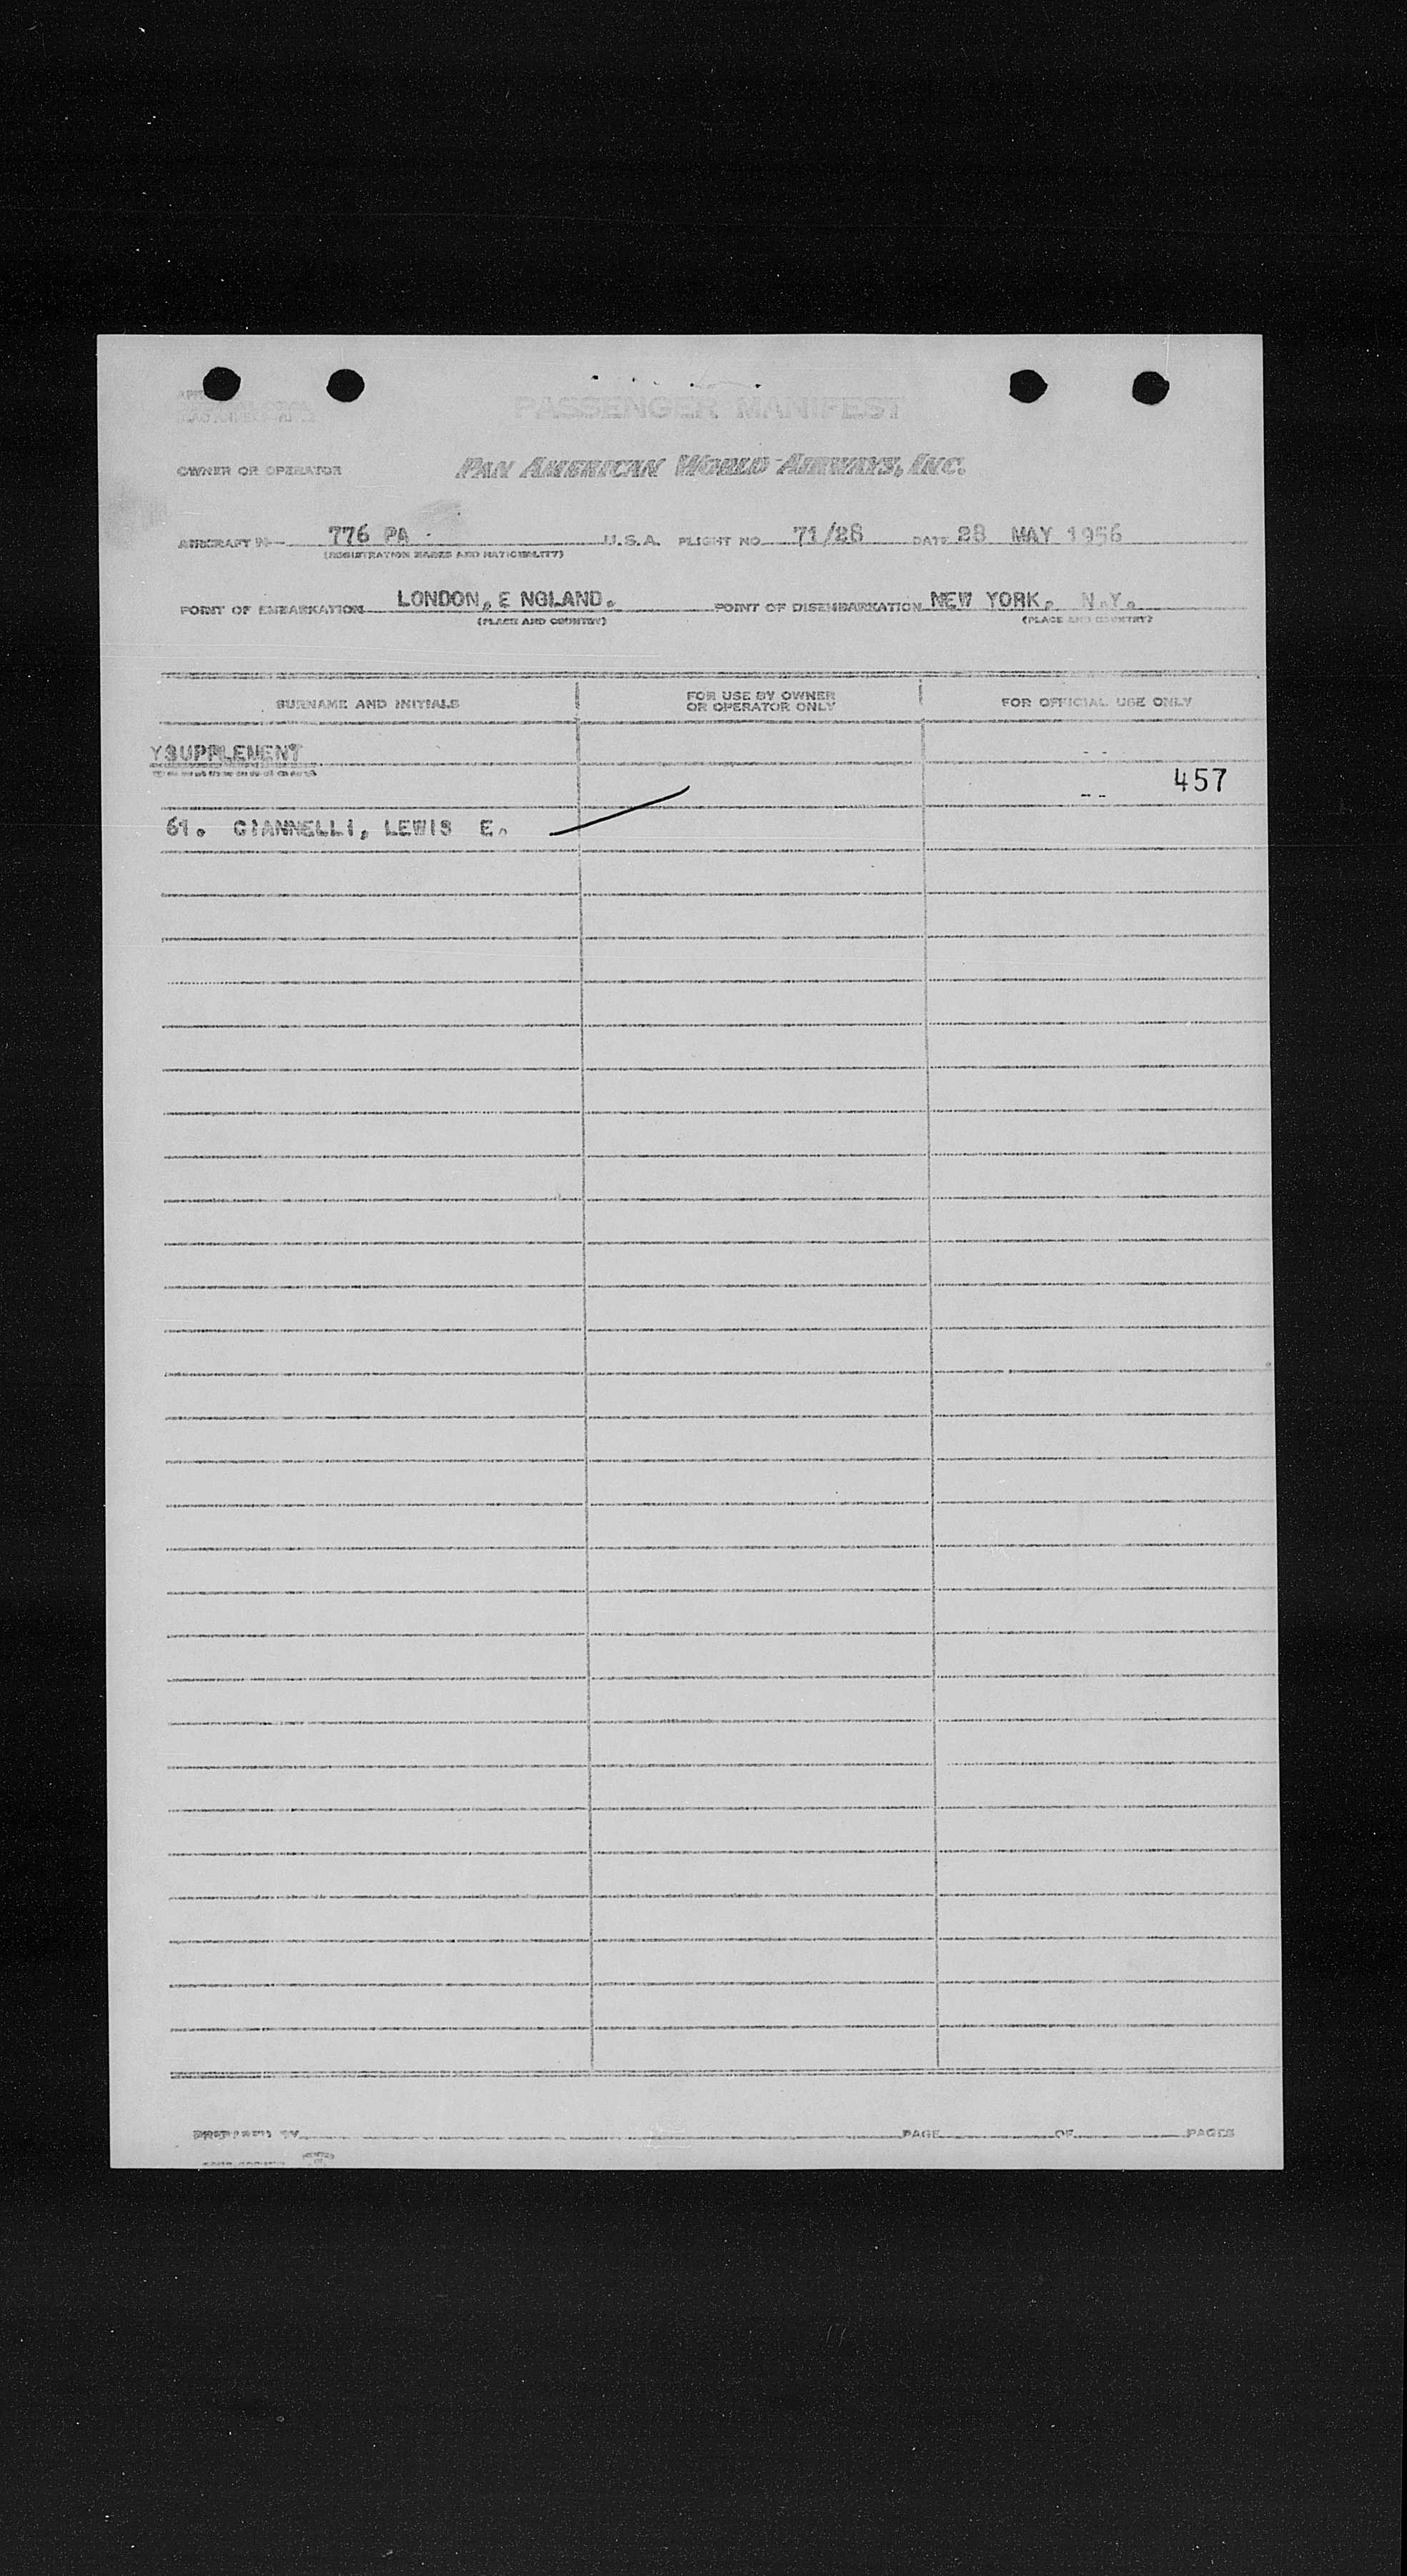 PASSENGER MANIFEST
OWNER OR OPERATOR PAN AMERICAN WORLD AIRWAYS, INC.
AIRCRAFT N— 776 PA U.S.A. FLIGHT NO. 71/28 DATE 28 MAY 1956
(REGISTRATION MARKS AND NATIONALITY)
POINT OF EMBARKATION LONDON, E NGLAND. POINT OF DISEMBARKATION NEW YORK, N.Y.
(PLACE AND COUNTRY) (PLACE AND COUNTRY)
SURNAME AND INITIALS FOR USE BY OWNER OR OPERATOR ONLY FOR OFFICIAL USE ONLY
YSUPPLEMENT
457
61. GIANNELLI, LEWIS E.
PREPARED BY PAGE OF PAGES